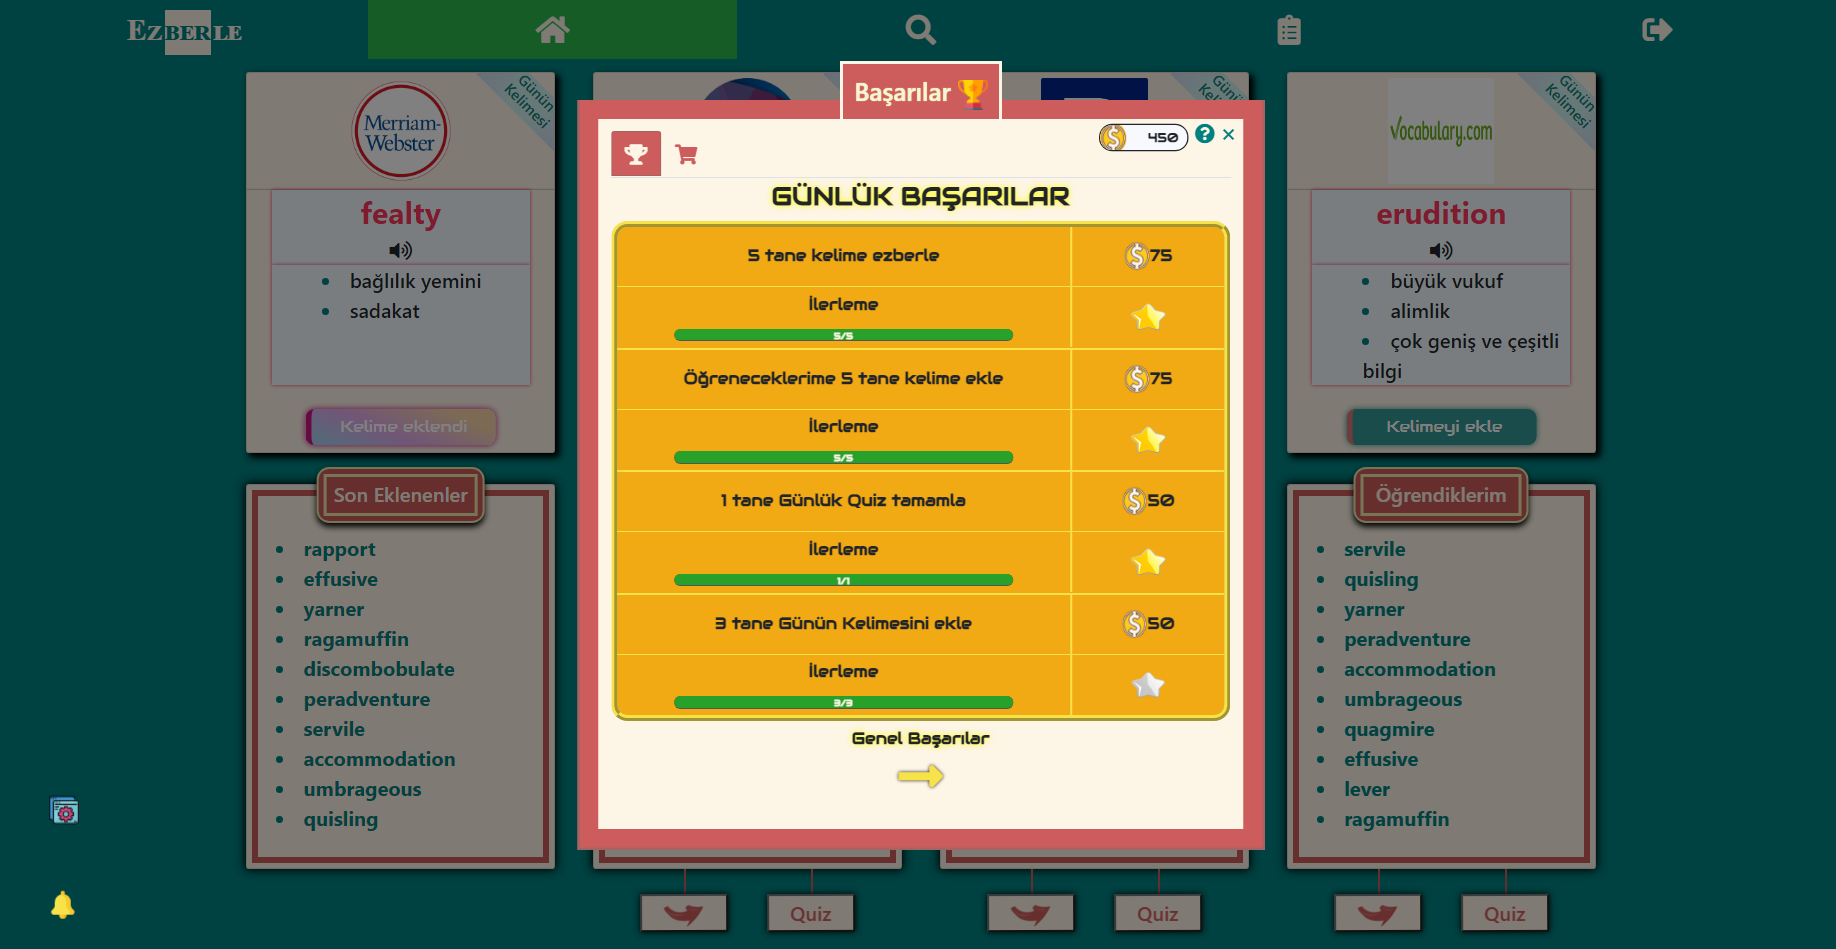 EZBERLE
Günün
Kelimesi
Merriam-
Webster
fealty
bağlılık yemini
sadakat
Kelime eklendi
Başarılar
450
GÜNLÜK BAŞARILAR
5 tane kelime ezberle
75
İlerleme
5/5
Öğreneceklerime 5 tane kelime ekle
75
İlerleme
5/5
1 tane Günlük Quiz tamamla
50
İlerleme
1/1
3 tane Günün Kelimesini ekle
50
İlerleme
3/3
Genel Başarılar
Günün
Kelimesi
Vocabulary.com
erudition
büyük vukuf
alimlik
çok geniş ve çeşitli
bilgi
Kelimeyi ekle
Son Eklenenler
rapport
effusive
yarner
ragamuffin
discombobulate
peradventure
servile
accommodation
umbrageous
quisling
Öğrendiklerim
servile
quisling
yarner
peradventure
accommodation
umbrageous
quagmire
effusive
lever
ragamuffin
Quiz
Quiz
Quiz